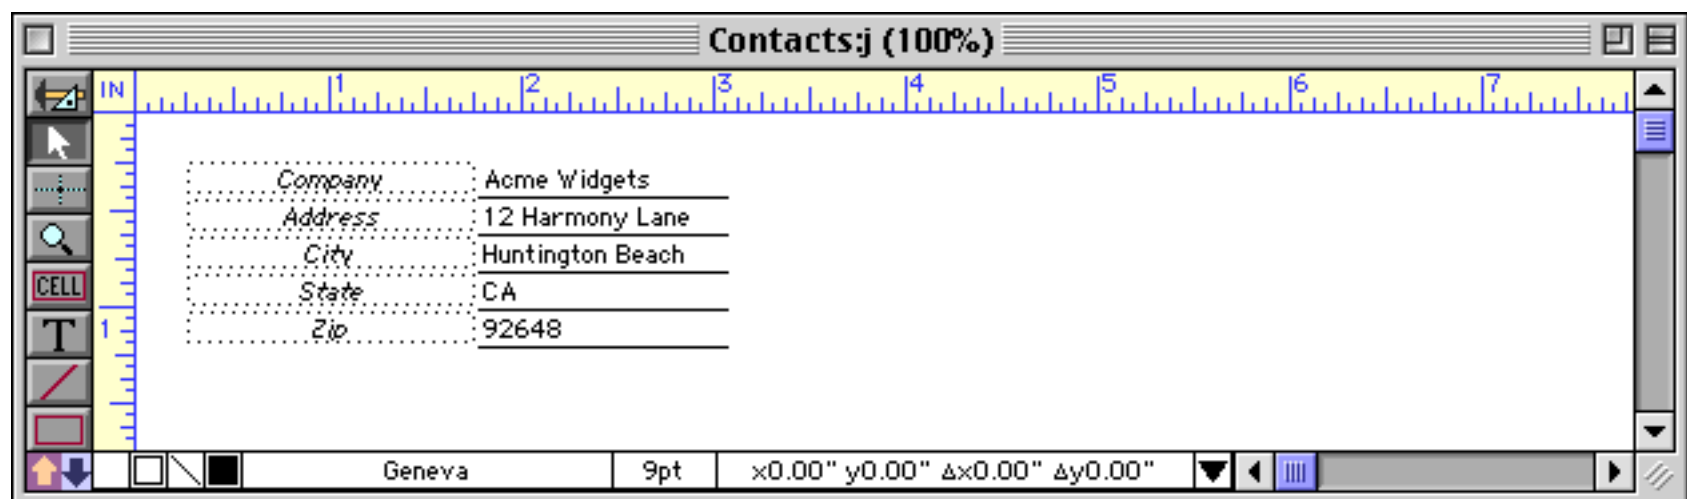 Contacts:j (100%)
IN 1 2 3 4 5 6 7
Company Acme Widgets
Address 12 Harmony Lane
City Huntington Beach
CELL
State CA
T
1
Zip 92648
Geneva 9pt x0.00" y0.00" Δx0.00" Δy0.00"